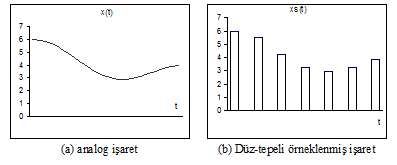 x(t)
7
6
5
4
3
2
1
0
t
(a) analog işaret
xs(t)
7
6
5
4
3
2
1
0
t
(b) Düz-tepeli örneklenmiş işaret